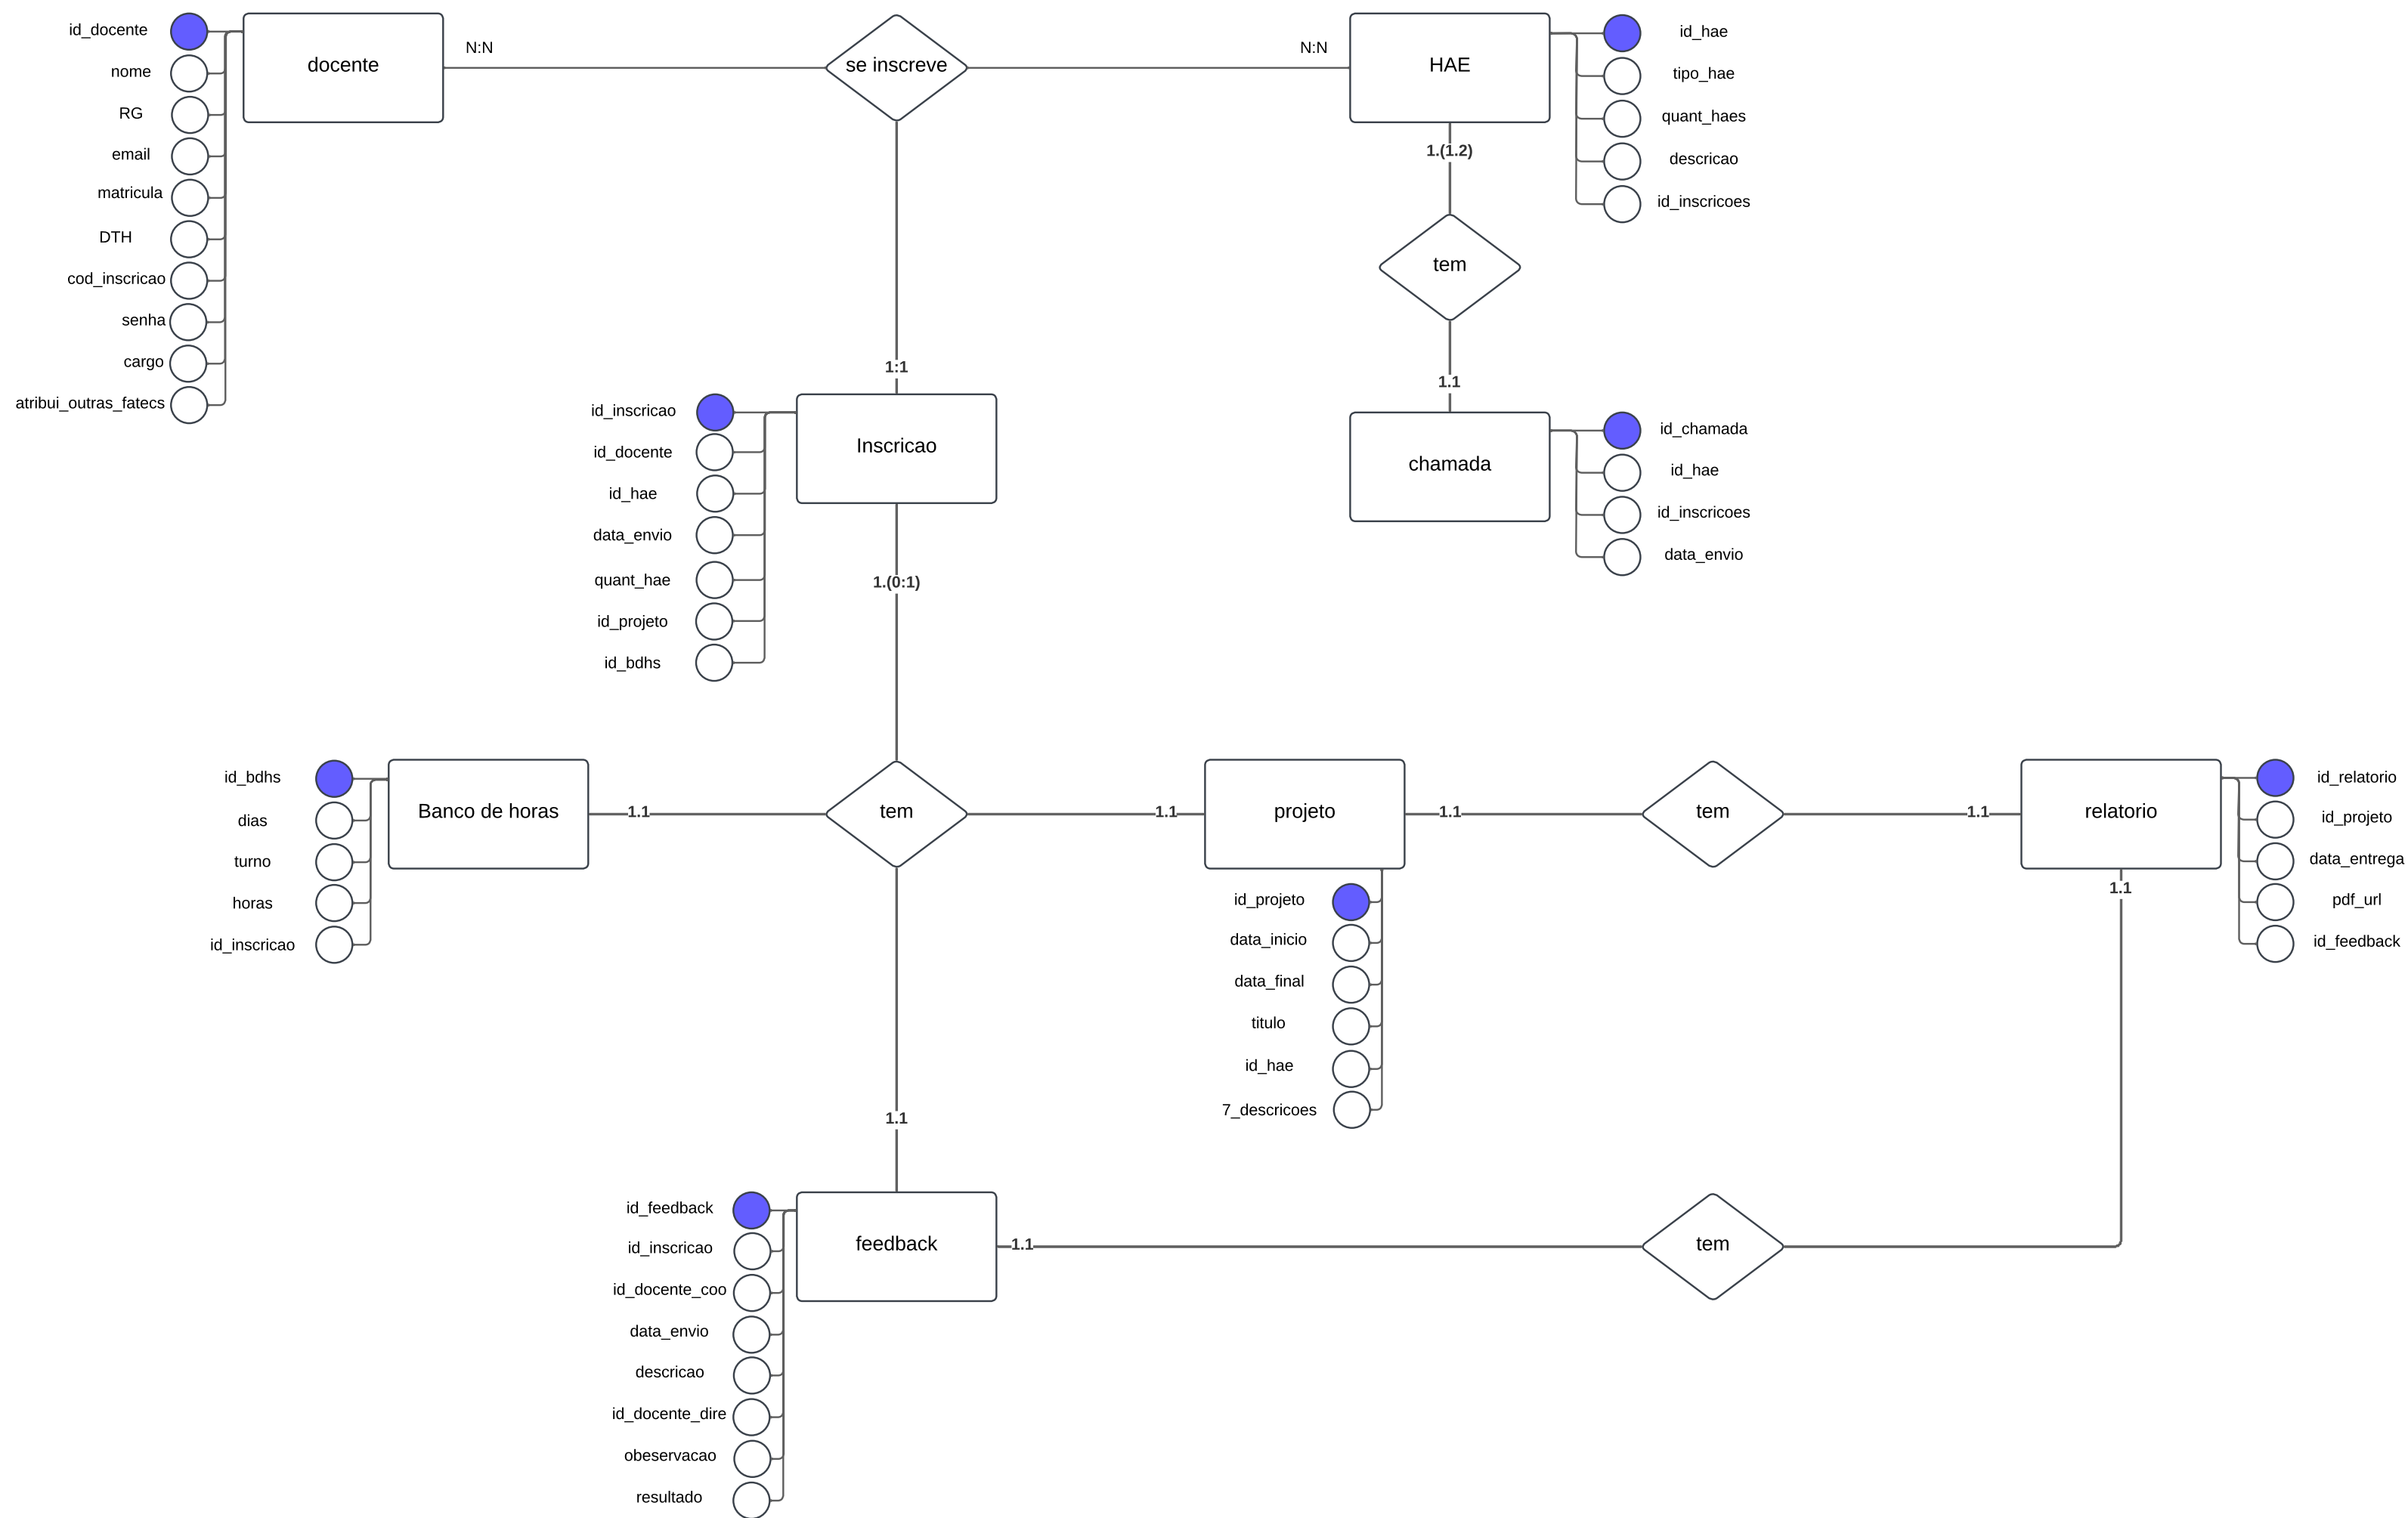 id_docente
nome
RG
email
matricula
DTH
cod_inscricao
senha
cargo
atribui_outras_fatecs
docente
N:N
se inscreve
N:N
HAE
id_hae
tipo_hae
quant_haes
descricao
id_inscricoes
1.(1.2)
tem
1.1
chamada
id_chamada
id_hae
id_inscricoes
data_envio
1:1
Inscricao
id_inscricao
id_docente
id_hae
data_envio
quant_hae
id_projeto
id_bdhs
1.(0:1)
id_bdhs
dias
turno
horas
id_inscricao
Banco de horas
1.1
tem
1.1
projeto
1.1
tem
1.1
relatorio
id_relatorio
id_projeto
data_entrega
pdf_url
id_feedback
1.1
id_projeto
data_inicio
data_final
titulo
id_hae
7_descricoes
1.1
id_feedback
id_inscricao
id_docente_coo
data_envio
descricao
id_docente_dire
obeservacao
resultado
feedback
1.1
tem